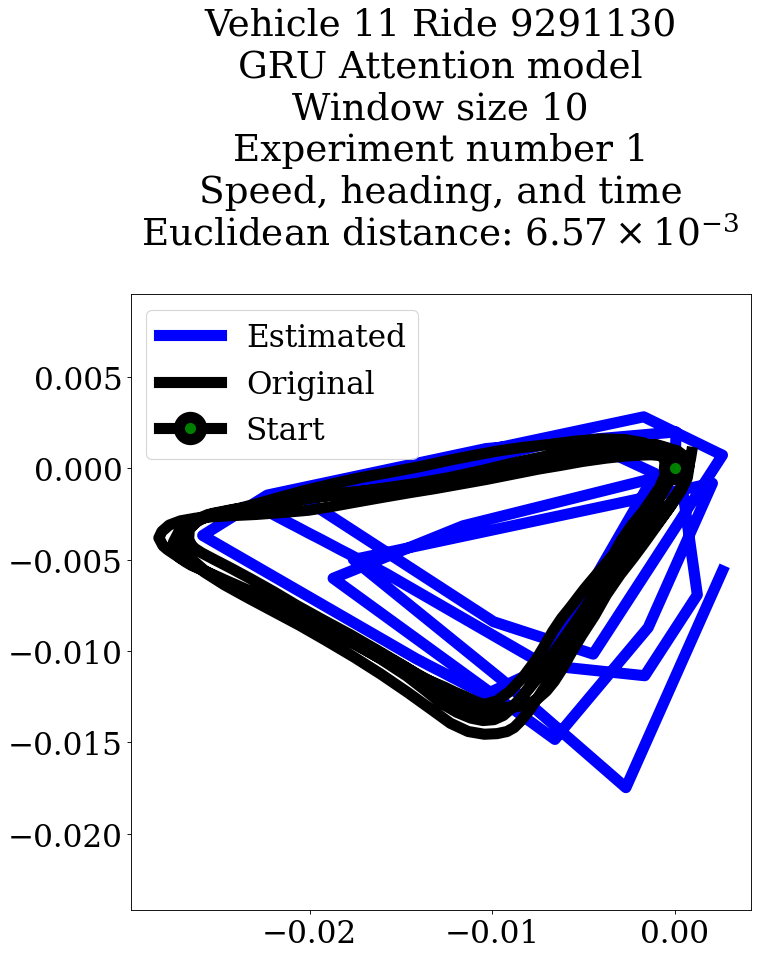 Vehicle 11 Ride 9291130
GRU Attention model
Window size 10
Experiment number 1
Speed, heading, and time
Euclidean distance: 6.57 × 10⁻³
Estimated
Original
Start
0.005
0.000
−0.005
−0.010
−0.015
−0.020
−0.02
−0.01
0.00